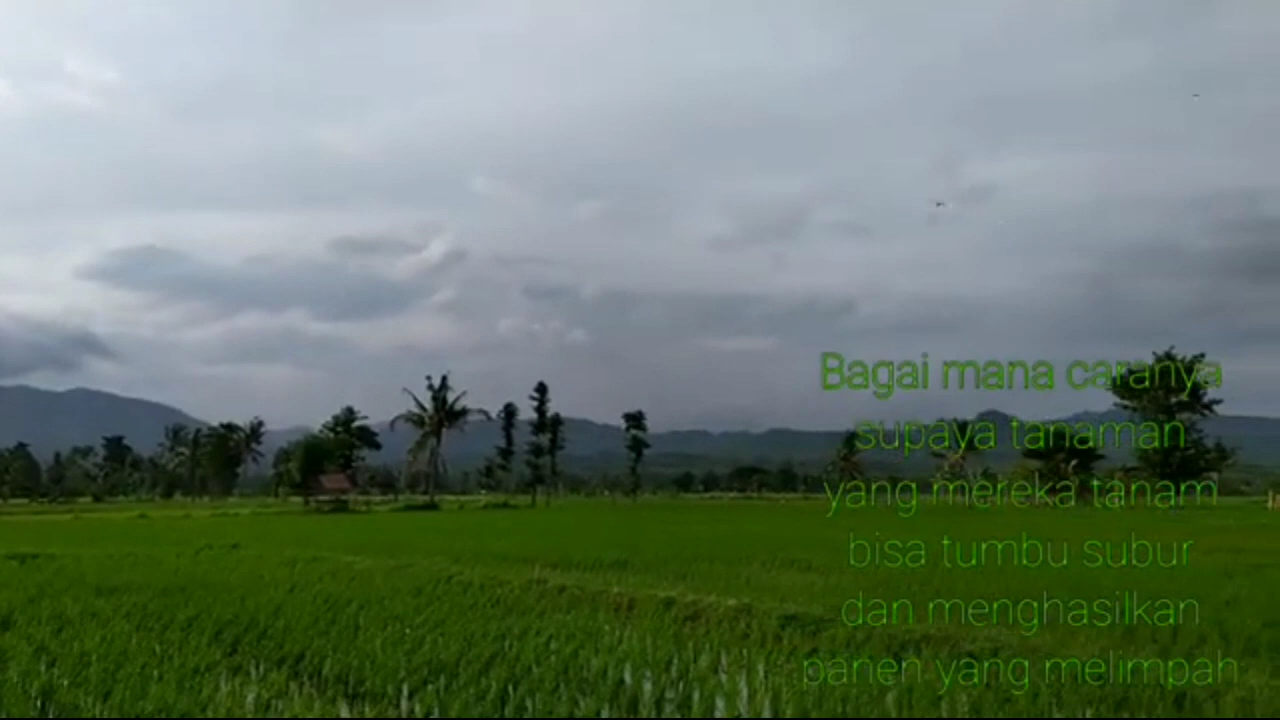 Bagai mana caranya
supaya tanaman
yang mereka tanam
bisa tumbu subur
dan menghasilkan
panen yang melimpah